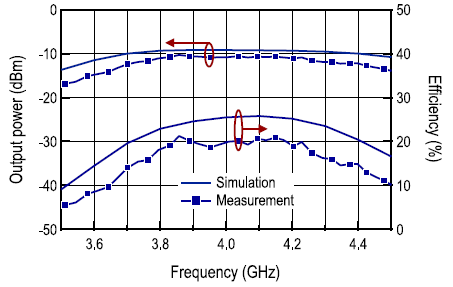 0
-10
-20
-30
-40
-50
Output power (dBm)
50
40
30
20
10
0
Efficiency (%)
Simulation
Measurement
3,6 3,8 4,0 4,2 4,4
Frequency (GHz)